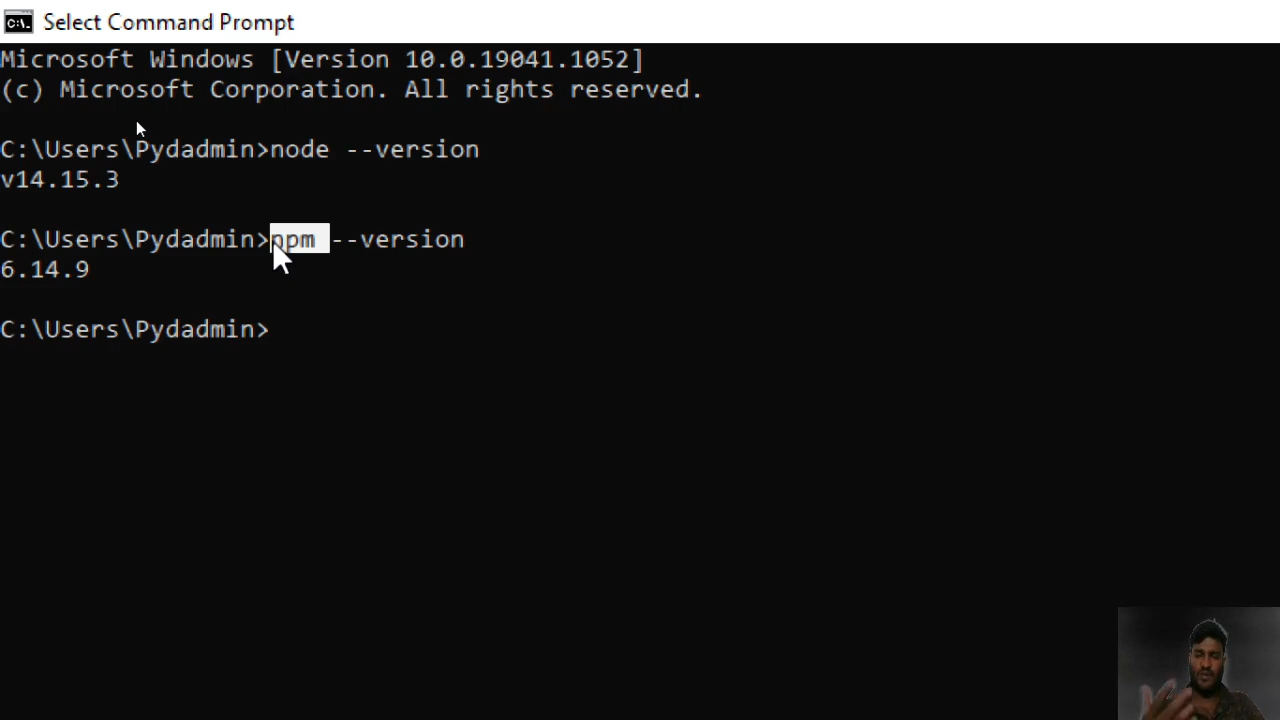 Select Command Prompt
Microsoft Windows [Version 10.0.19041.1052]
(c) Microsoft Corporation. All rights reserved.
C:\Users\Pydadmin>node --version
v14.15.3
C:\Users\Pydadmin>npm --version
6.14.9
C:\Users\Pydadmin>